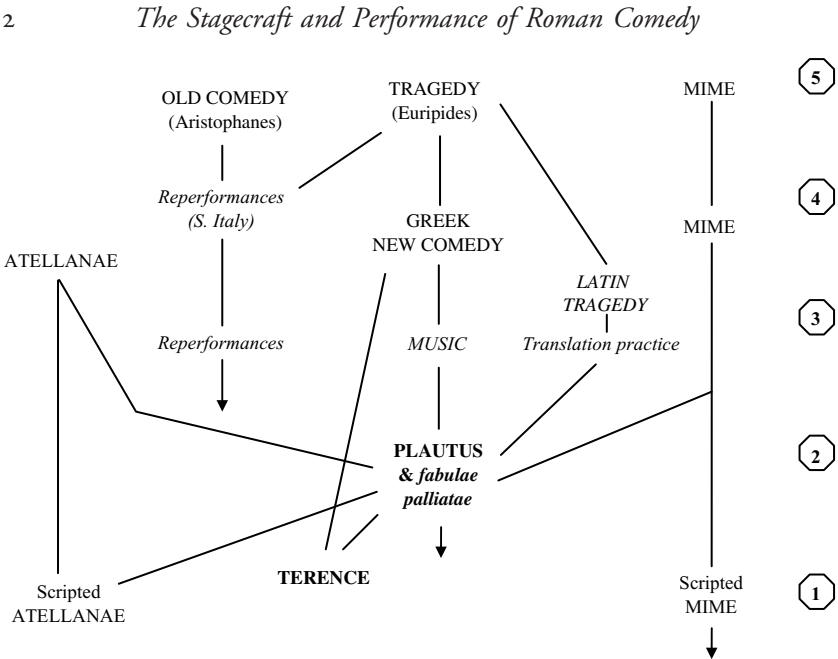 2 The Stagecraft and Performance of Roman Comedy
OLD COMEDY
(Aristophanes)
TRAGEDY
(Euripides)
MIME
5
Reperformances
(S. Italy)
GREEK
NEW COMEDY
MIME
4
ATELLANAE
LATIN
TRAGEDY
3
Reperformances
MUSIC
Translation practice
PLAUTUS
& fabulae
palliatae
2
TERENCE
Scripted
ATELLANAE
Scripted
MIME
1